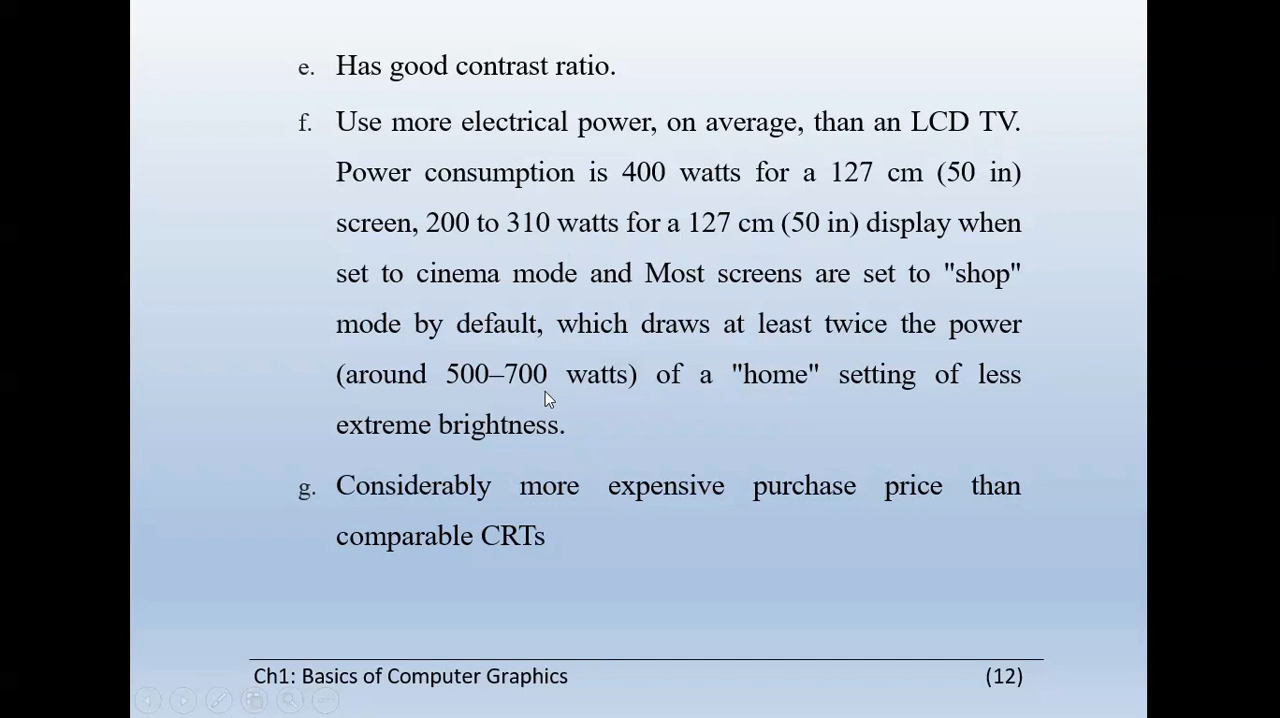 e. Has good contrast ratio.
f. Use more electrical power, on average, than an LCD TV.
Power consumption is 400 watts for a 127 cm (50 in)
screen, 200 to 310 watts for a 127 cm (50 in) display when
set to cinema mode and Most screens are set to "shop"
mode by default, which draws at least twice the power
(around 500–700 watts) of a "home" setting of less
extreme brightness.
g. Considerably more expensive purchase price than
comparable CRTs
Ch1: Basics of Computer Graphics (12)